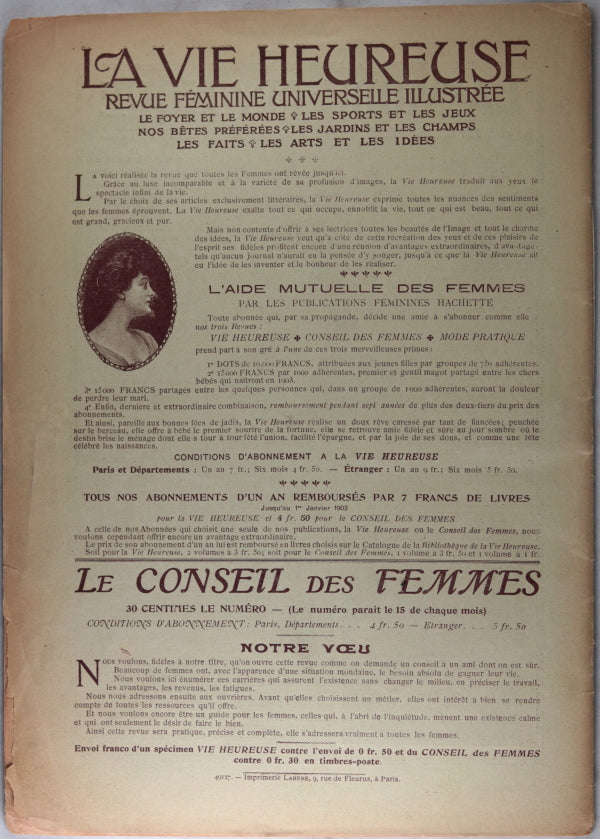 LA VIE HEUREUSE
REVUE FÉMININE UNIVERSELLE ILLUSTRÉE
LE FOYER ET LE MONDE LES SPORTS ET LES JEUX
NOS BÊTES PRÉFÉRÉES LES JARDINS ET LES CHAMPS
LES FAITS LES ARTS ET LES IDÉES
LA voici réalisée la revue que toutes les Femmes ont rêvée jusqu'ici.
Grâce au luxe incomparable et à la variété de sa profusion d'images, la Vie Heureuse traduit aux yeux le
spectacle infini de la vie.
Par le choix de ses articles exclusivement littéraires, la Vie Heureuse exprime toutes les nuances des sentiments
que les femmes éprouvent. La Vie Heureuse exalte tout ce qui occupe, ennoblit la vie, tout ce qui est beau, tout ce qui
est grand, gracieux et pur.
Mais non contente d'offrir à ses lectrices toutes les beautés de l'Image et tout le charme
des idées, la Vie Heureuse veut qu'à côté de cette récréation des yeux et de ces plaisirs de
l'esprit ses fidèles profitent encore d'une réunion d'avantages extraordinaires, d'avantages
tels qu'aucun journal n'aurait eu la pensée d'y songer, jusqu'à ce que la Vie Heureuse ait
eu l'idée de les inventer et le bonheur de les réaliser.
L'AIDE MUTUELLE DES FEMMES
PAR LES PUBLICATIONS FÉMININES HACHETTE
Toute abonnée qui, par sa propagande, décide une amie à s'abonner comme elle à
nos trois Revues :
VIE HEUREUSE ✤ CONSEIL DES FEMMES ✤ MODE PRATIQUE
prend part à son gré à l'une de ces trois merveilleuses primes:
1° DOTS de 10.000 FRANCS, attribuées aux jeunes filles par groupes de 750 adhérentes.
2° 15000 FRANCS par 1000 adhérentes, premier et gentil magot partagé entre les chers
bébés qui naîtront en 1903.
3° 15000 FRANCS partagés entre les quelques personnes qui, dans un groupe de 1000 adhérentes, auront la douleur
de perdre leur mari.
4° Enfin, dernière et extraordinaire combinaison, remboursement pendant sept années de plus des deux-tiers du prix des
abonnements.
Et ainsi, pareille aux bonnes fées de jadis, la Vie Heureuse réalise un doux rêve caressé par tant de fiancées; penchée
sur le berceau, elle offre à bébé le premier sourire de la fortune, elle se retrouve amie fidèle et sûre au jour sombre où le
destin brise le ménage dont elle a tour à tour fêté l'union, facilité l'épargne, et par la joie de ses dons, et comme une fête
célébré les naissances.
CONDITIONS D'ABONNEMENT A LA VIE HEUREUSE
Paris et Départements : Un an 7 fr.; Six mois 4 fr. 50. — Étranger : Un an 9 fr.; Six mois 5 fr. 50.
TOUS NOS ABONNEMENTS D'UN AN REMBOURSÉS PAR 7 FRANCS DE LIVRES
Jusqu'au 1er Janvier 1903
pour la VIE HEUREUSE et 4 fr. 50 pour le CONSEIL DES FEMMES
A celle de nos Abonnées qui choisit une seule de nos publications, la Vie Heureuse ou le Conseil des Femmes, nous
voulons cependant offrir encore un avantage extraordinaire.
Le prix de son abonnement d'un an lui est remboursé en livres choisis sur le Catalogue de la Bibliothèque de la Vie Heureuse.
Soit pour la Vie Heureuse, 2 volumes à 3 fr. 50; soit pour le Conseil des Femmes, 1 volume à 3 fr. 50 et 1 volume à 1 fr.
LE CONSEIL DES FEMMES
30 CENTIMES LE NUMÉRO — (Le numéro parait le 15 de chaque mois)
CONDITIONS D'ABONNEMENT : Paris, Départements. . . 4 fr. 50 — Etranger. . . 5 fr. 50
NOTRE VŒU
NOUS voulons, fidèles à notre titre, qu'on ouvre cette revue comme on demande un conseil à un ami dont on est sûr.
Beaucoup de femmes ont, avec l'apparence d'une situation mondaine, le besoin absolu de gagner leur vie.
Nous voulons ici énumérer ces carrières qui assurent l'existence sans changer le milieu, en préciser le travail,
les avantages, les revenus, les fatigues.
Nous nous adressons ensuite aux ouvrières. Avant qu'elles choisissent un métier, elles ont intérêt à bien se rendre
compte de toutes les ressources qu'il offre.
Et nous voulons encore être un guide pour les femmes, celles qui, à l'abri de l'inquiétude, mènent une existence calme
et qui ont seulement le désir de faire le bien.
Ainsi cette revue sera pratique, précise et complète, elle s'adressera vraiment à toutes les femmes.
Envoi franco d'un spécimen VIE HEUREUSE contre l'envoi de 0 fr. 50 et du CONSEIL des FEMMES
contre 0 fr. 30 en timbres-poste.
49127. — Imprimerie LAHURE, 9, rue de Fleurus, à Paris.